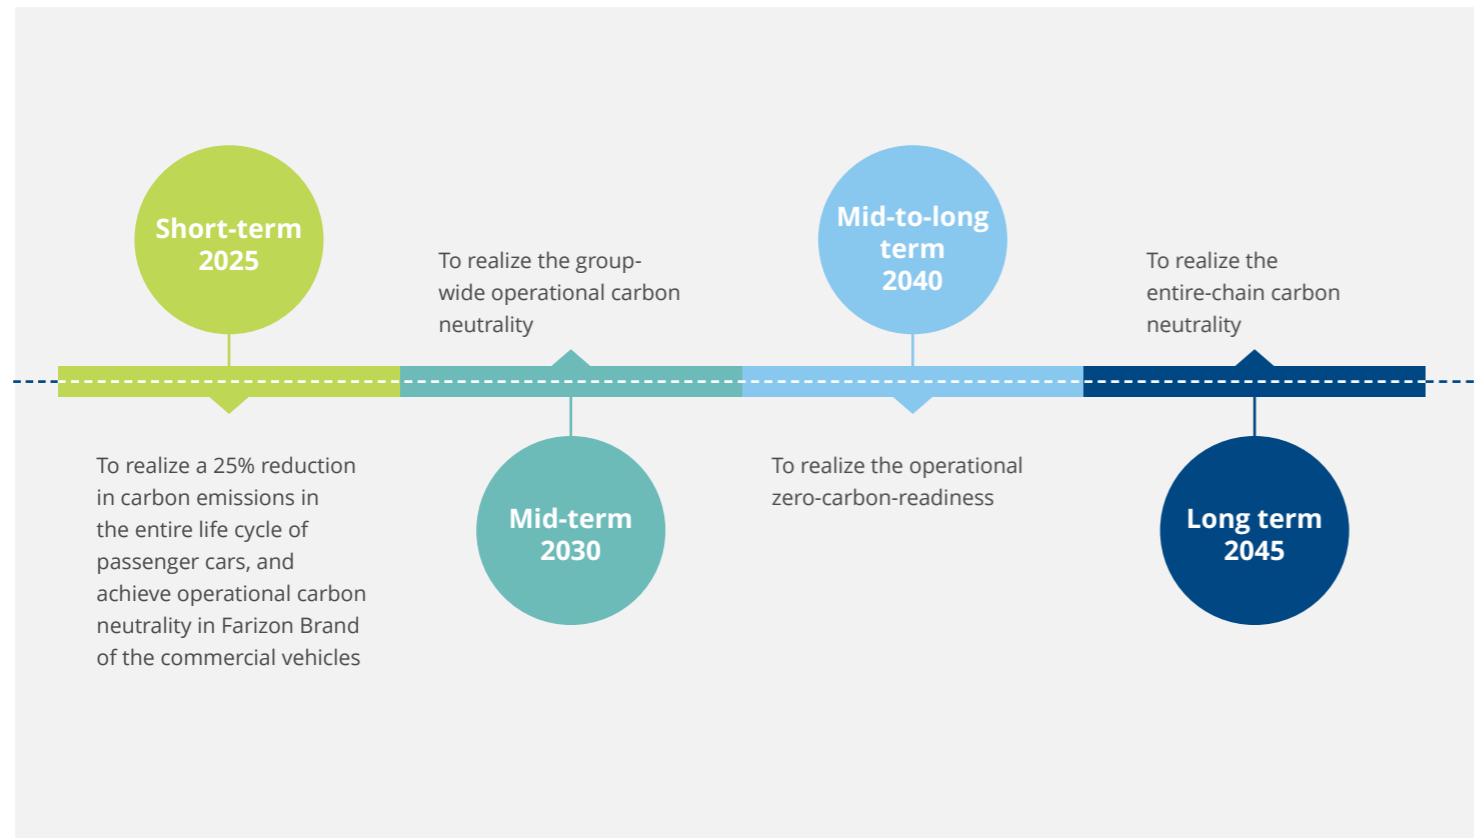 Short-term
2025
To realize a 25% reduction
in carbon emissions in
the entire life cycle of
passenger cars, and
achieve operational carbon
neutrality in Farizon Brand
of the commercial vehicles
To realize the group-
wide operational carbon
neutrality
Mid-term
2030
Mid-to-long
term
2040
To realize the operational
zero-carbon-readiness
To realize the
entire-chain carbon
neutrality
Long term
2045